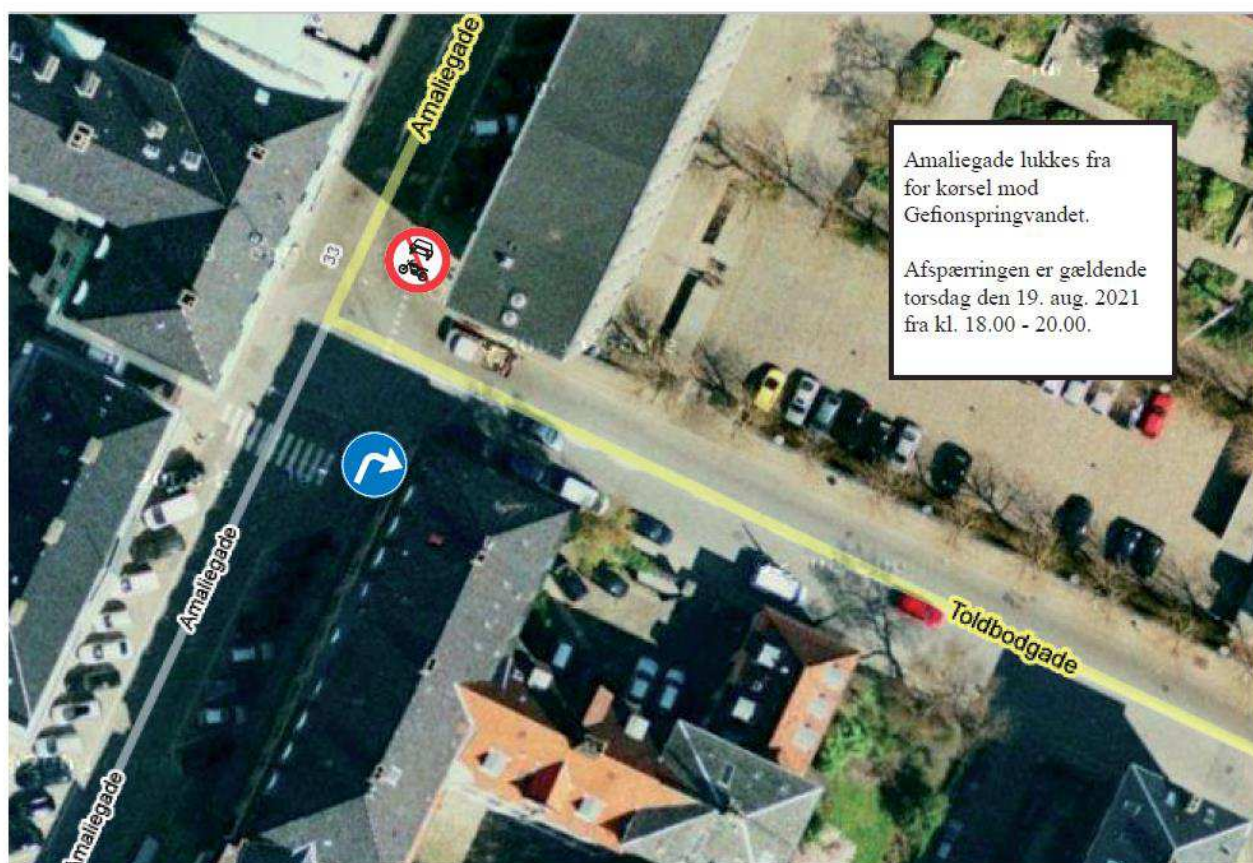 Amaliegade
Amaliegade lukkes fra
for kørsel mod
Gefionspringvandet.
Afspærringen er gældende
torsdag den 19. aug. 2021
fra kl. 18.00 - 20.00.
33
Amaliegade
Toldbodgade
Amaliegade